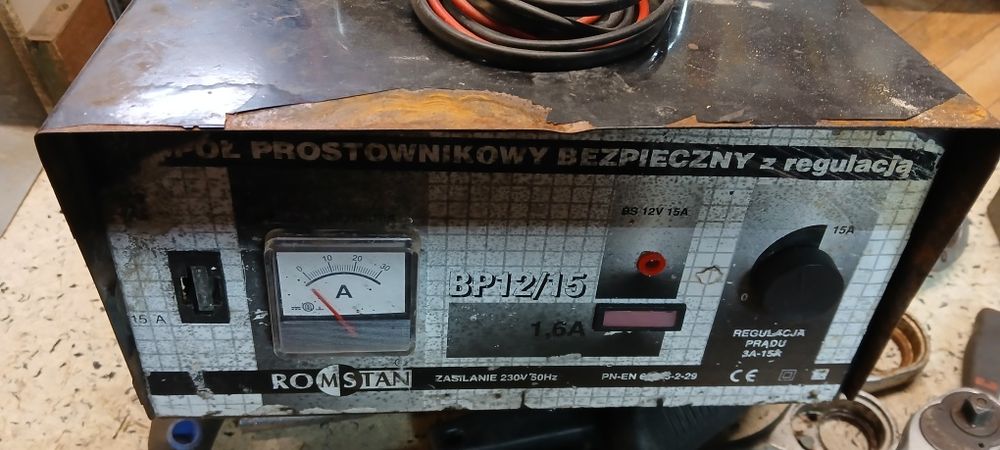 PROSTOWNIKOWY BEZPIECZNY z regulacją
BS 12V 15A
15A
0 10 20 30
A
BP12/15
0
15 A
1,6A
REGULACJA
PRĄDU
3A-15A
ROMSTAN
ZASILANIE 230V 50Hz
PN-EN
CE